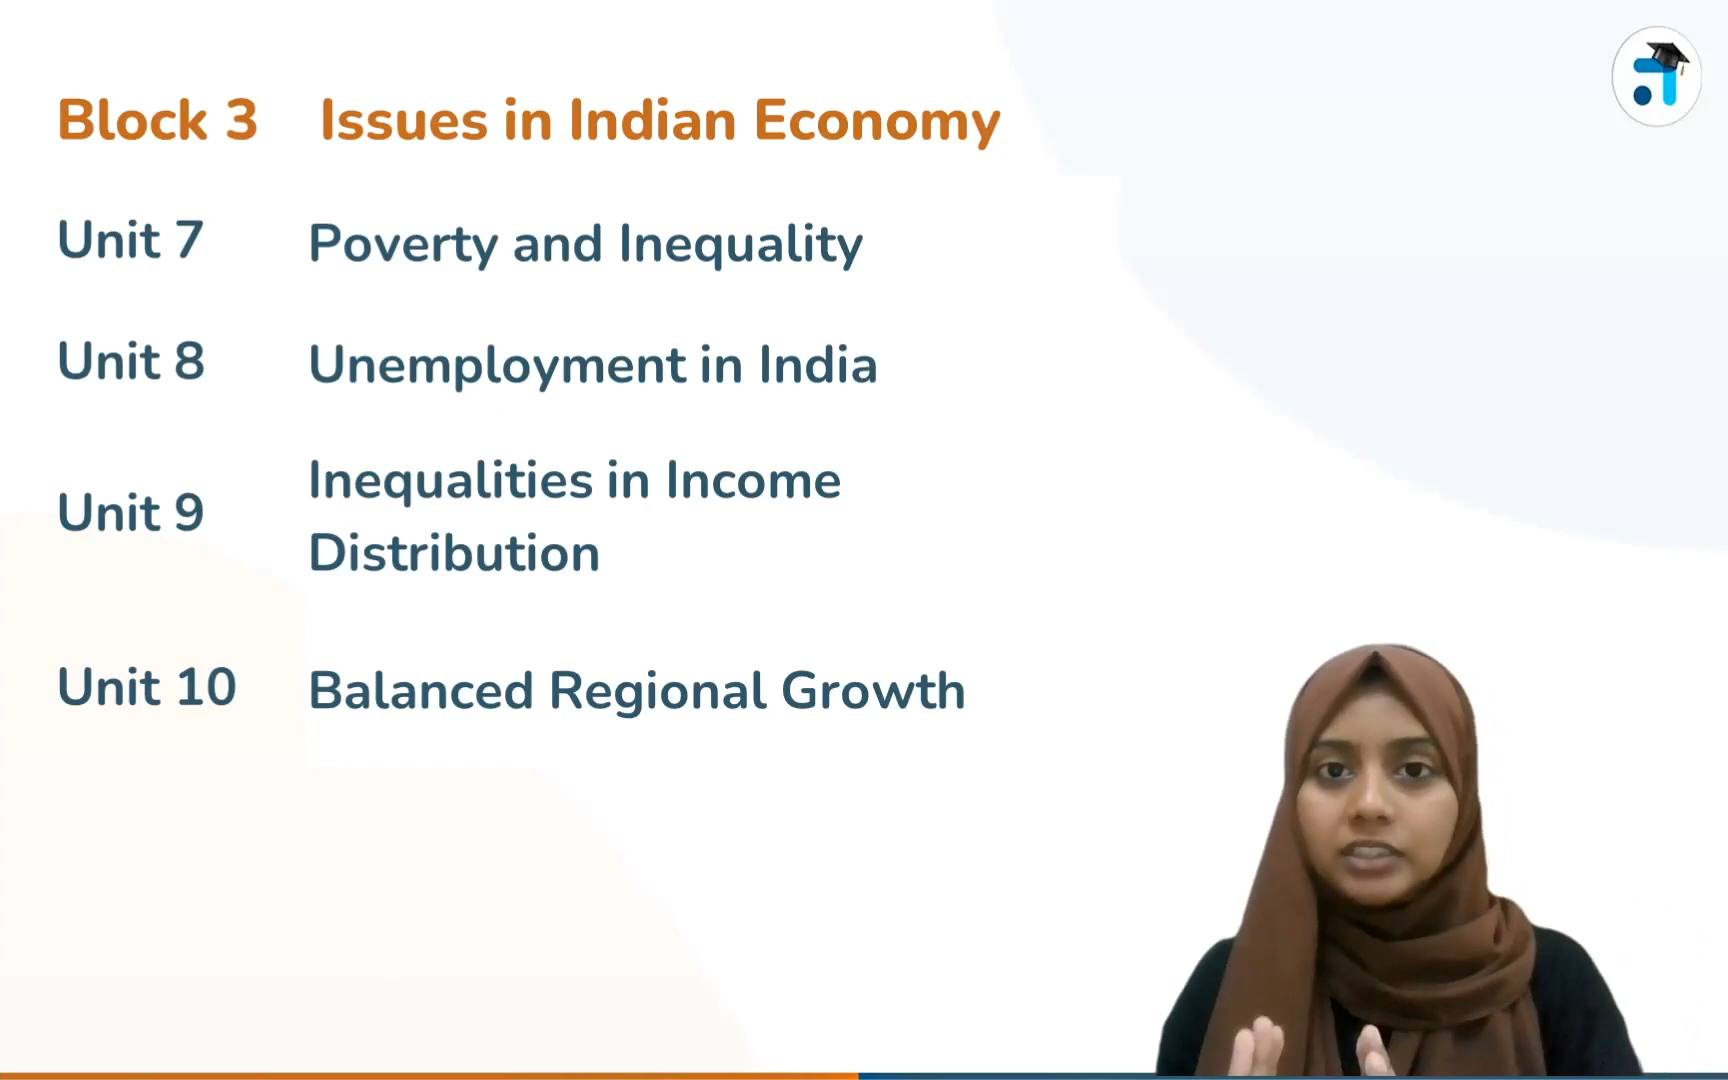 Block 3 Issues in Indian Economy
Unit 7 Poverty and Inequality
Unit 8 Unemployment in India
Unit 9 Inequalities in Income
Distribution
Unit 10 Balanced Regional Growth